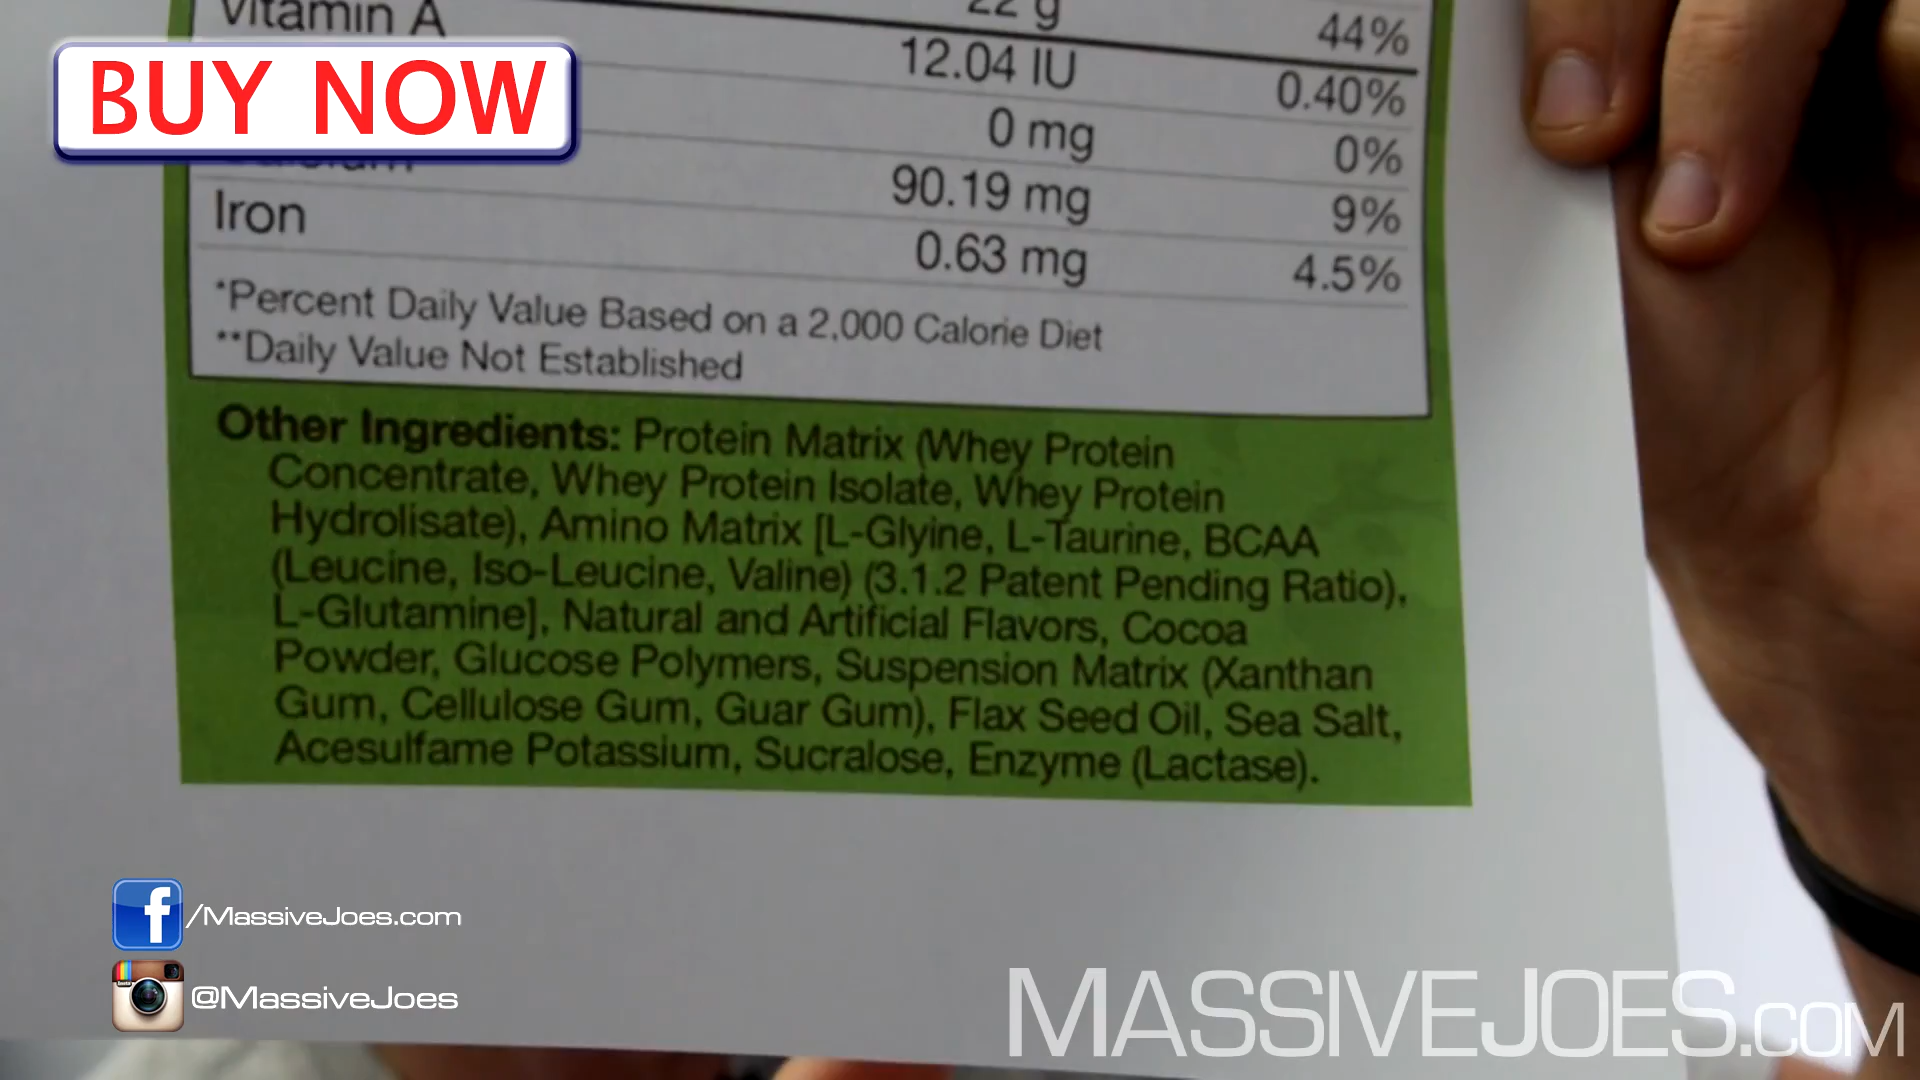 22 g 44%
Vitamin A 12.04 IU 0.40%
BUY NOW
0 mg 0%
90.19 mg 9%
Iron 0.63 mg 4.5%
*Percent Daily Value Based on a 2,000 Calorie Diet
**Daily Value Not Established
Other Ingredients: Protein Matrix (Whey Protein
Concentrate, Whey Protein Isolate, Whey Protein
Hydrolisate), Amino Matrix [L-Glyine, L-Taurine, BCAA
(Leucine, Iso-Leucine, Valine) (3.1.2 Patent Pending Ratio),
L-Glutamine], Natural and Artificial Flavors, Cocoa
Powder, Glucose Polymers, Suspension Matrix (Xanthan
Gum, Cellulose Gum, Guar Gum), Flax Seed Oil, Sea Salt,
Acesulfame Potassium, Sucralose, Enzyme (Lactase).
f /MassiveJoes.com
@MassiveJoes
MASSIVEJOES.COM